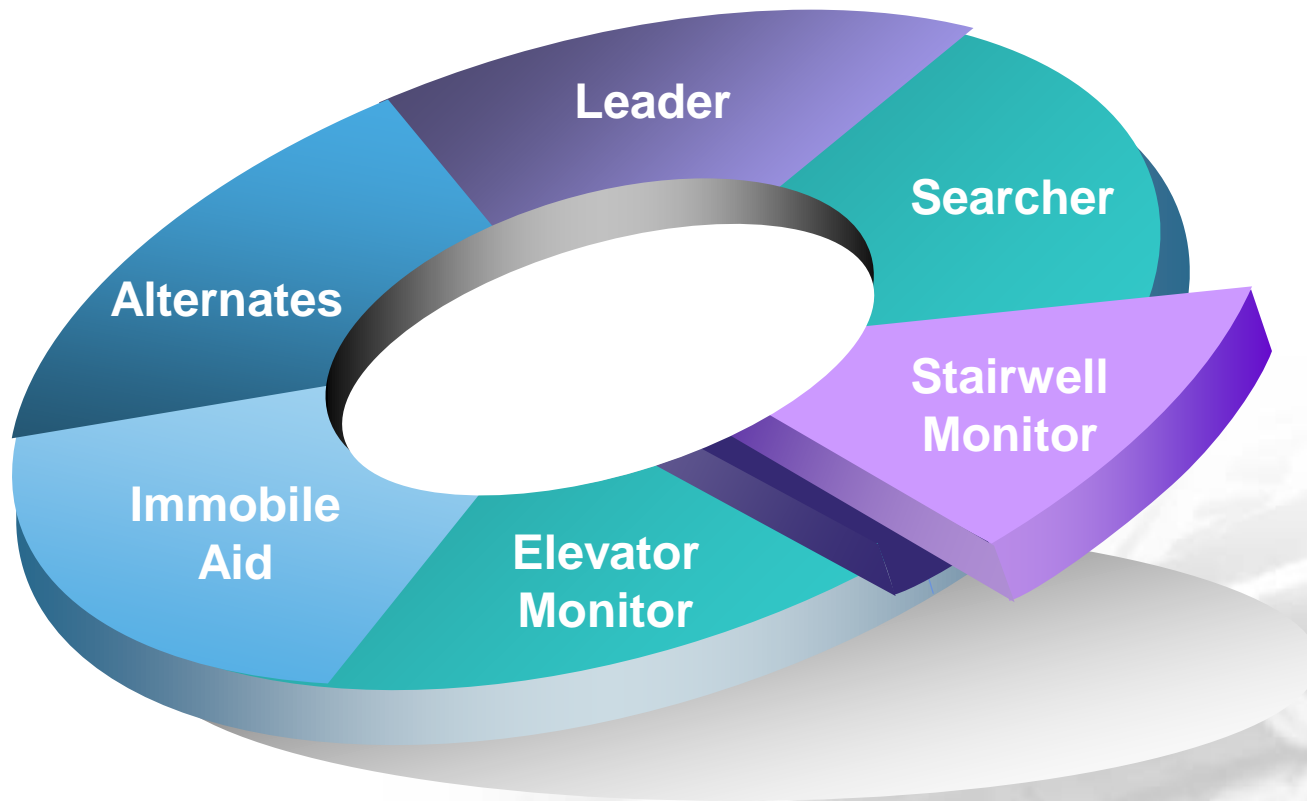 Leader
Searcher
Stairwell
Monitor
Elevator
Monitor
Immobile
Aid
Alternates